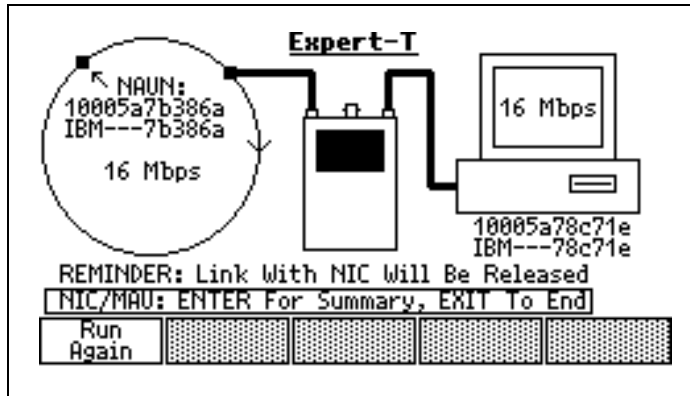 Expert-T
NAUN:
10005a7b386a
IBM---7b386a
16 Mbps
16 Mbps
10005a78c71e
IBM---78c71e
REMINDER: Link With NIC Will Be Released
NIC/MAU: ENTER For Summary, EXIT To End
Run
Again